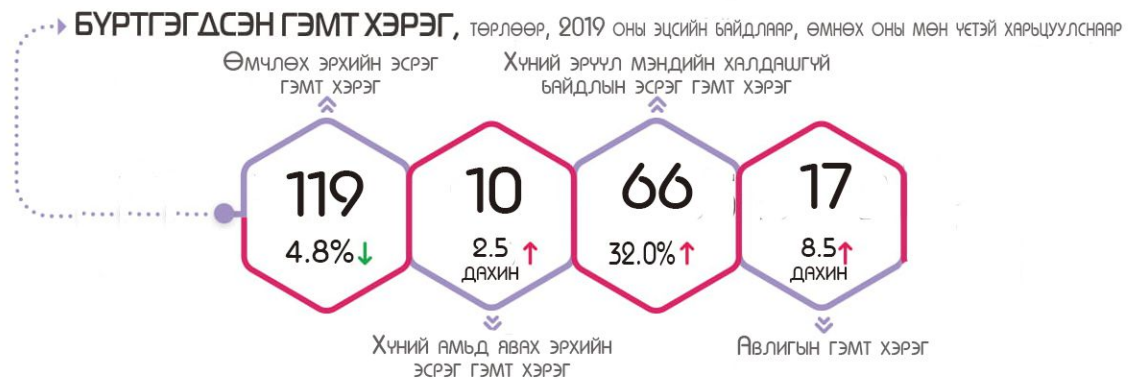 БҮРТГЭГДСЭН ГЭМТ ХЭРЭГ, ТӨРЛӨӨР, 2019 ОНЫ ЭЦСИЙН БАЙДЛААР, ӨМНӨХ ОНЫ МӨН ҮЕТЭЙ ХАРЬЦУУЛСНААР
ӨМЧЛӨХ ЭРХИЙН ЭСРЭГ
ГЭМТ ХЭРЭГ
ХҮНИЙ ЭРҮҮЛ МЭНДИЙН ХАЛДАШГҮЙ
БАЙДЛЫН ЭСРЭГ ГЭМТ ХЭРЭГ
119
4.8%↓
10
2.5 ↑
ДАХИН
66
32.0%↑
17
8.5↑
ДАХИН
ХҮНИЙ АМЬД ЯВАХ ЭРХИЙН
ЭСРЭГ ГЭМТ ХЭРЭГ
АВЛИГЫН ГЭМТ ХЭРЭГ